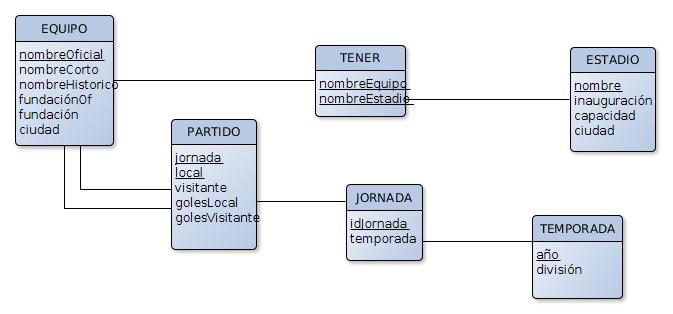 EQUIPO
nombreOficial
nombreCorto
nombreHistorico
fundaciónOf
fundación
ciudad
TENER
nombreEquipo
nombreEstadio
ESTADIO
nombre
inauguración
capacidad
ciudad
PARTIDO
jornada
local
visitante
golesLocal
golesVisitante
JORNADA
idJornada
temporada
TEMPORADA
año
división